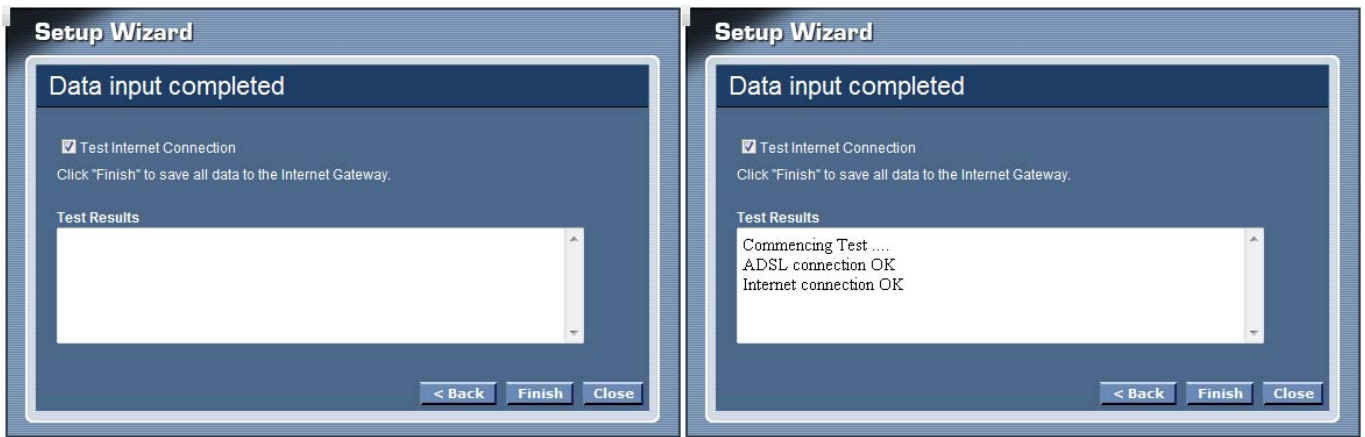 Setup Wizard
Data input completed
Test Internet Connection
Click "Finish" to save all data to the Internet Gateway.
Test Results
< Back Finish Close
Setup Wizard
Data input completed
Test Internet Connection
Click "Finish" to save all data to the Internet Gateway.
Test Results
Commencing Test ....
ADSL connection OK
Internet connection OK
< Back Finish Close